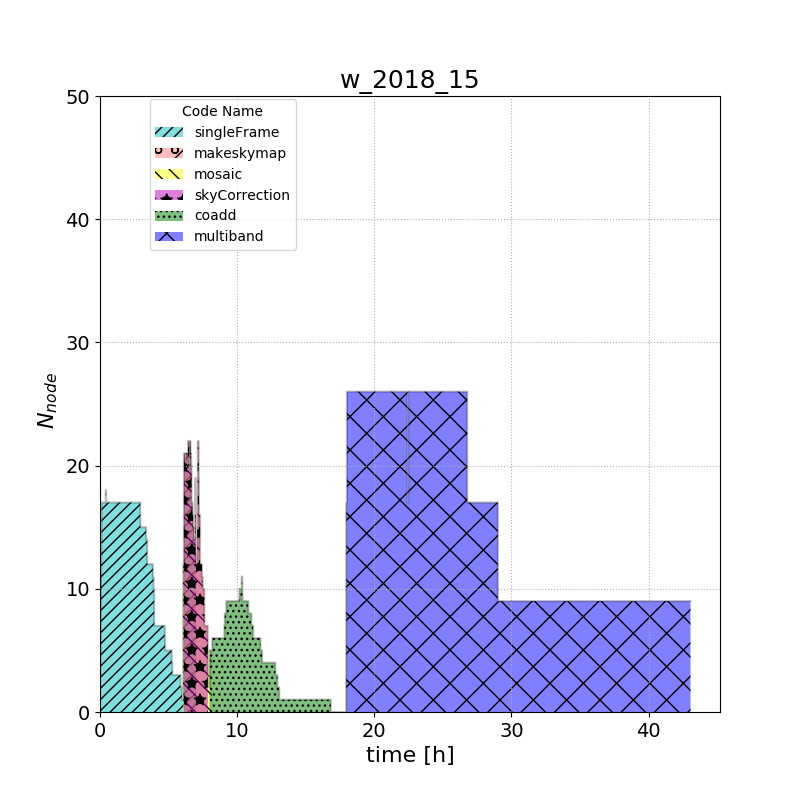 w_2018_15
50
40
30
20
10
0
N_node
Code Name
singleFrame
makeskymap
mosaic
skyCorrection
coadd
multiband
0 10 20 30 40
time [h]